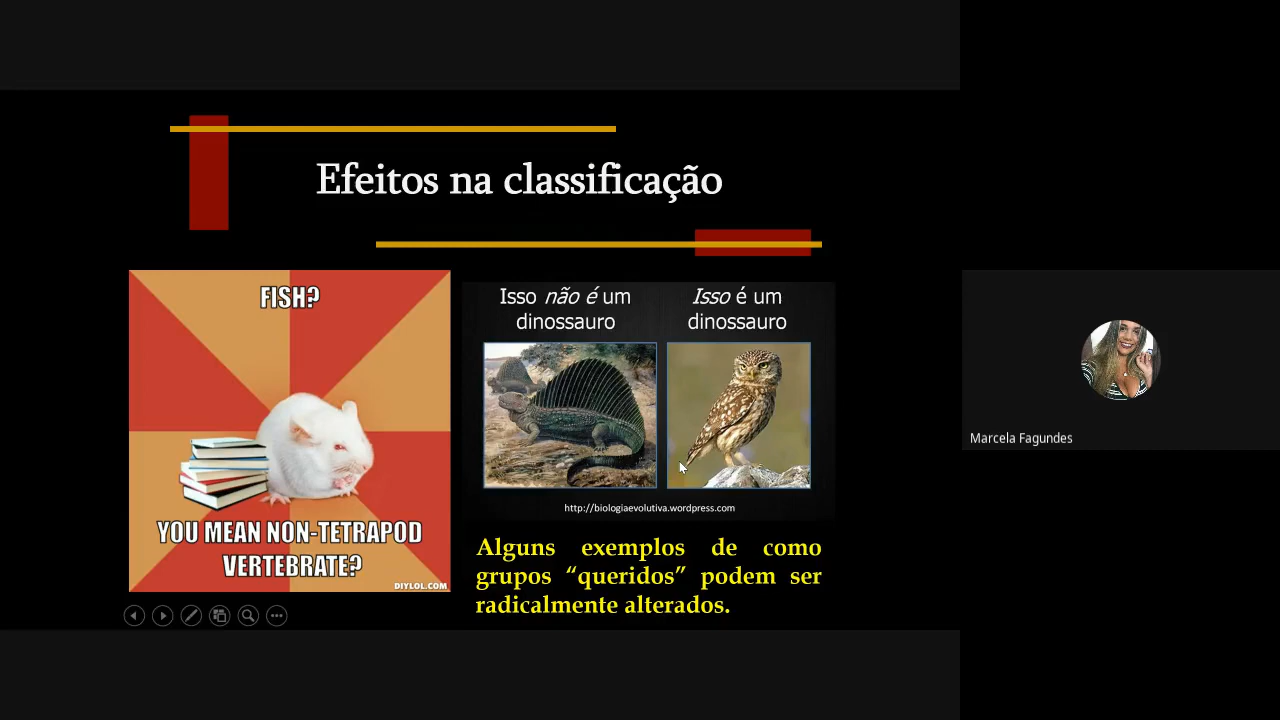 Efeitos na classificação
FISH?
YOU MEAN NON-TETRAPOD
VERTEBRATE?
DIYLOL.COM
Isso não é um
dinossauro
Isso é um
dinossauro
http://biologiaevolutiva.wordpress.com
Alguns exemplos de como
grupos “queridos” podem ser
radicalmente alterados.
Marcela Fagundes